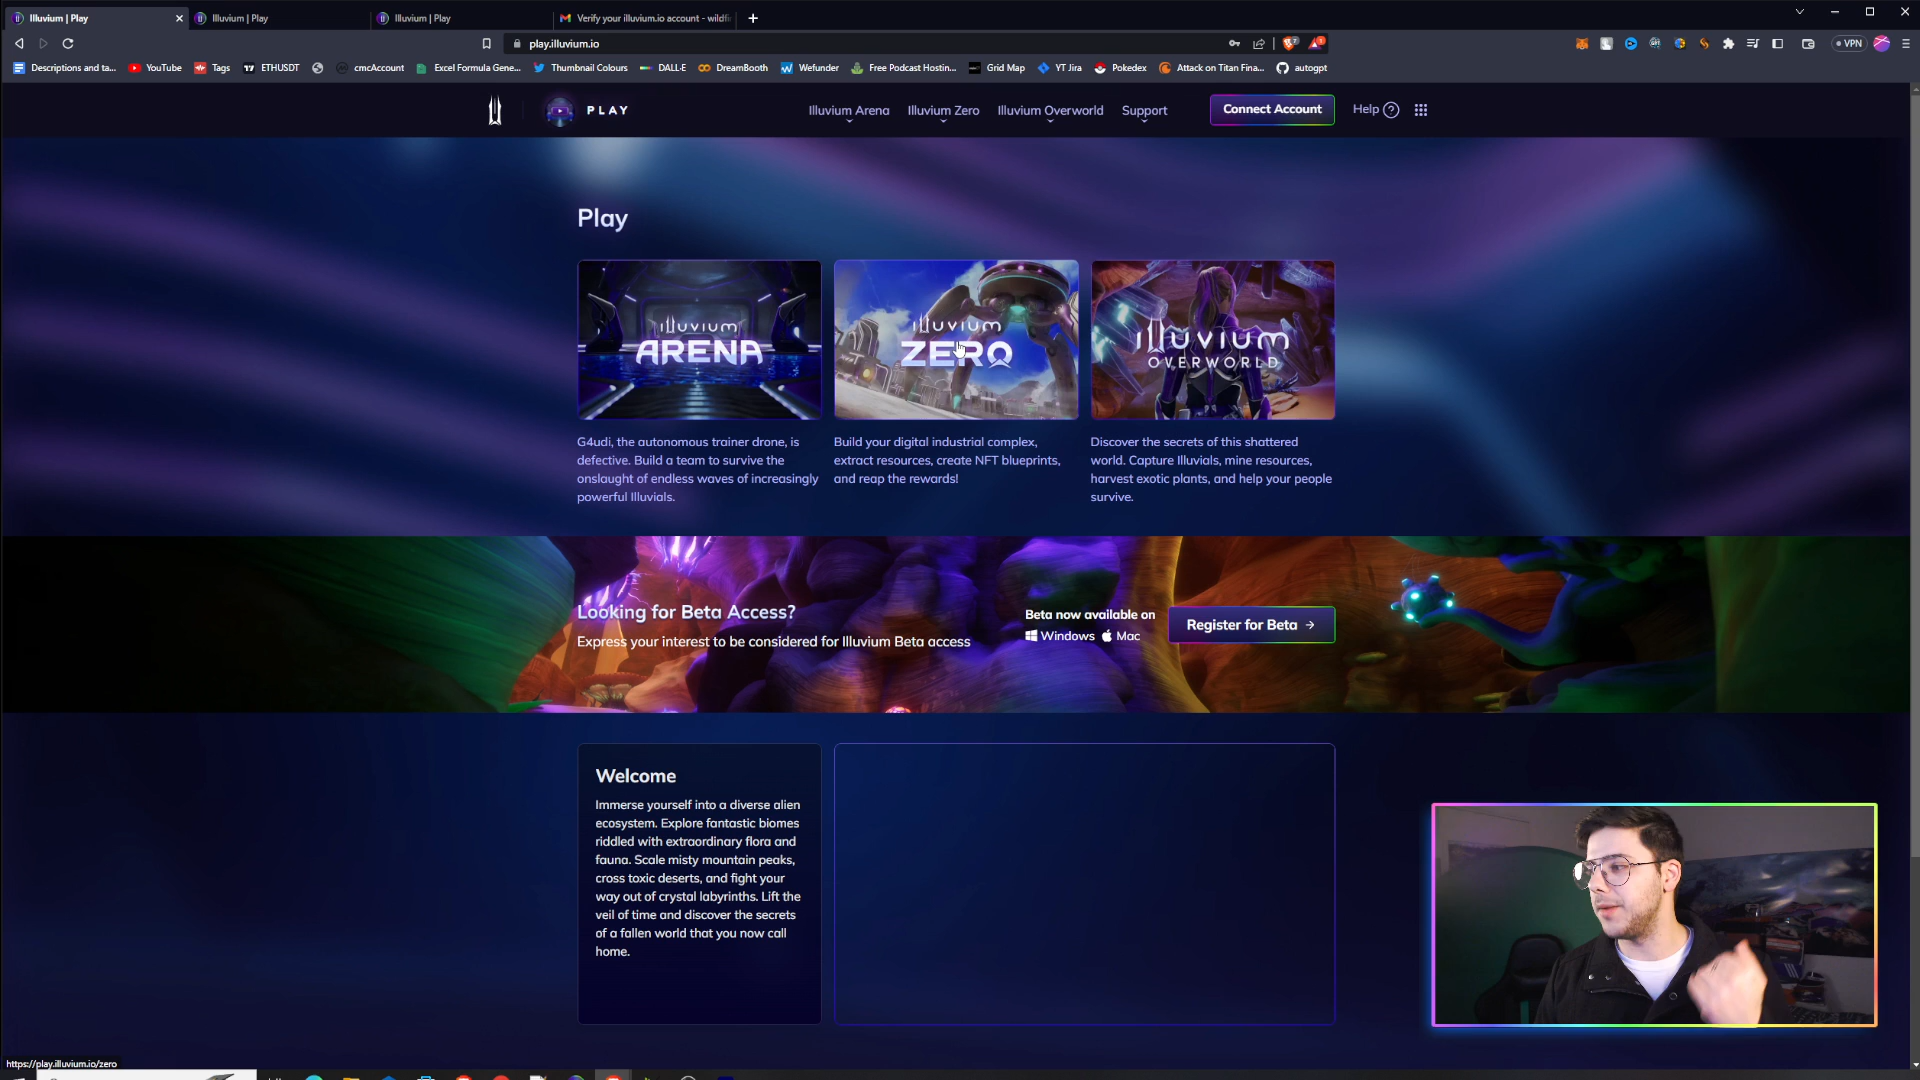 Illuvium | Play
Illuvium | Play
Illuvium | Play
Verify your illuvium.io account - wildfi
play.illuvium.io
VPN
Descriptions and ta...
YouTube
Tags
ETHUSDT
cmcAccount
Excel Formula Gene...
Thumbnail Colours
DALL·E
DreamBooth
Wefunder
Free Podcast Hostin...
Grid Map
YT Jira
Pokedex
Attack on Titan Fina...
autogpt
PLAY
Illuvium Arena
Illuvium Zero
Illuvium Overworld
Support
Connect Account
Help
Play
illuvium
ARENA
illuvium
ZERO
illuvium
OVERWORLD
G4udi, the autonomous trainer drone, is
defective. Build a team to survive the
onslaught of endless waves of increasingly
powerful Illuvials.
Build your digital industrial complex,
extract resources, create NFT blueprints,
and reap the rewards!
Discover the secrets of this shattered
world. Capture Illuvials, mine resources,
harvest exotic plants, and help your people
survive.
Looking for Beta Access?
Express your interest to be considered for Illuvium Beta access
Beta now available on
Windows Mac
Register for Beta →
Welcome
Immerse yourself into a diverse alien
ecosystem. Explore fantastic biomes
riddled with extraordinary flora and
fauna. Scale misty mountain peaks,
cross toxic deserts, and fight your
way out of crystal labyrinths. Lift the
veil of time and discover the secrets
of a fallen world that you now call
home.
https://play.illuvium.io/zero